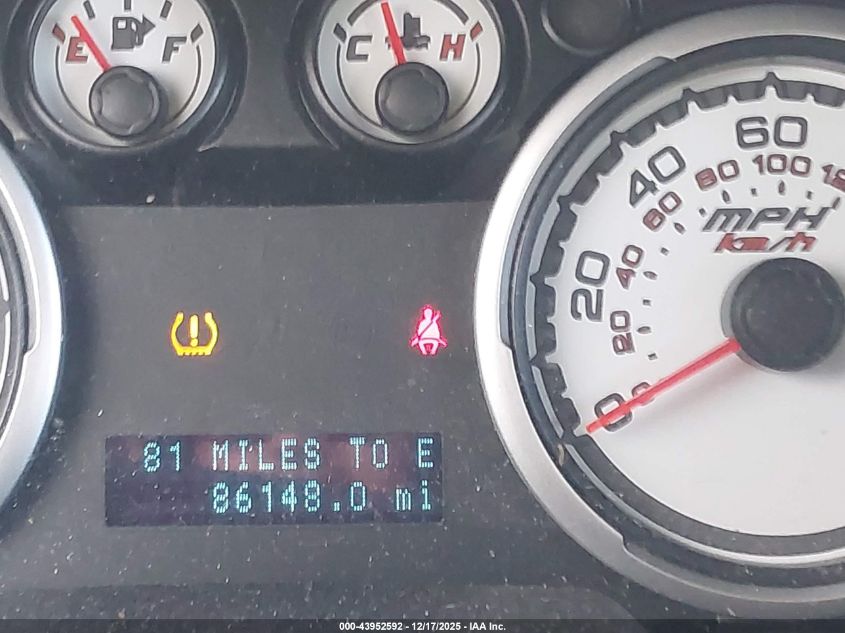 E F
C H
0 20 40 60
0 20 40 60 80 100
MPH
km/h
81 MILES TO E
86148.0 mi
000-43952592 - 12/17/2025 - IAA Inc.